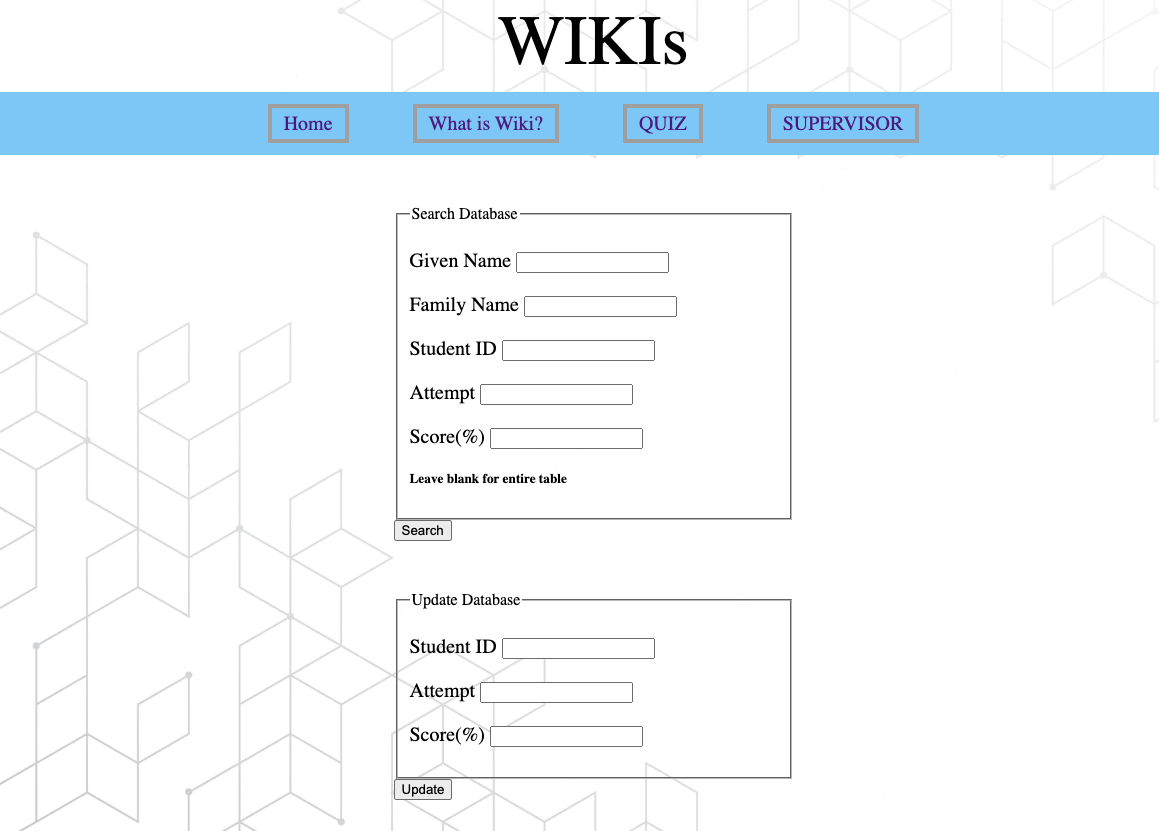 WIKIs
Home What is Wiki? QUIZ SUPERVISOR
Search Database
Given Name
Family Name
Student ID
Attempt
Score(%)
Leave blank for entire table
Search
Update Database
Student ID
Attempt
Score(%)
Update